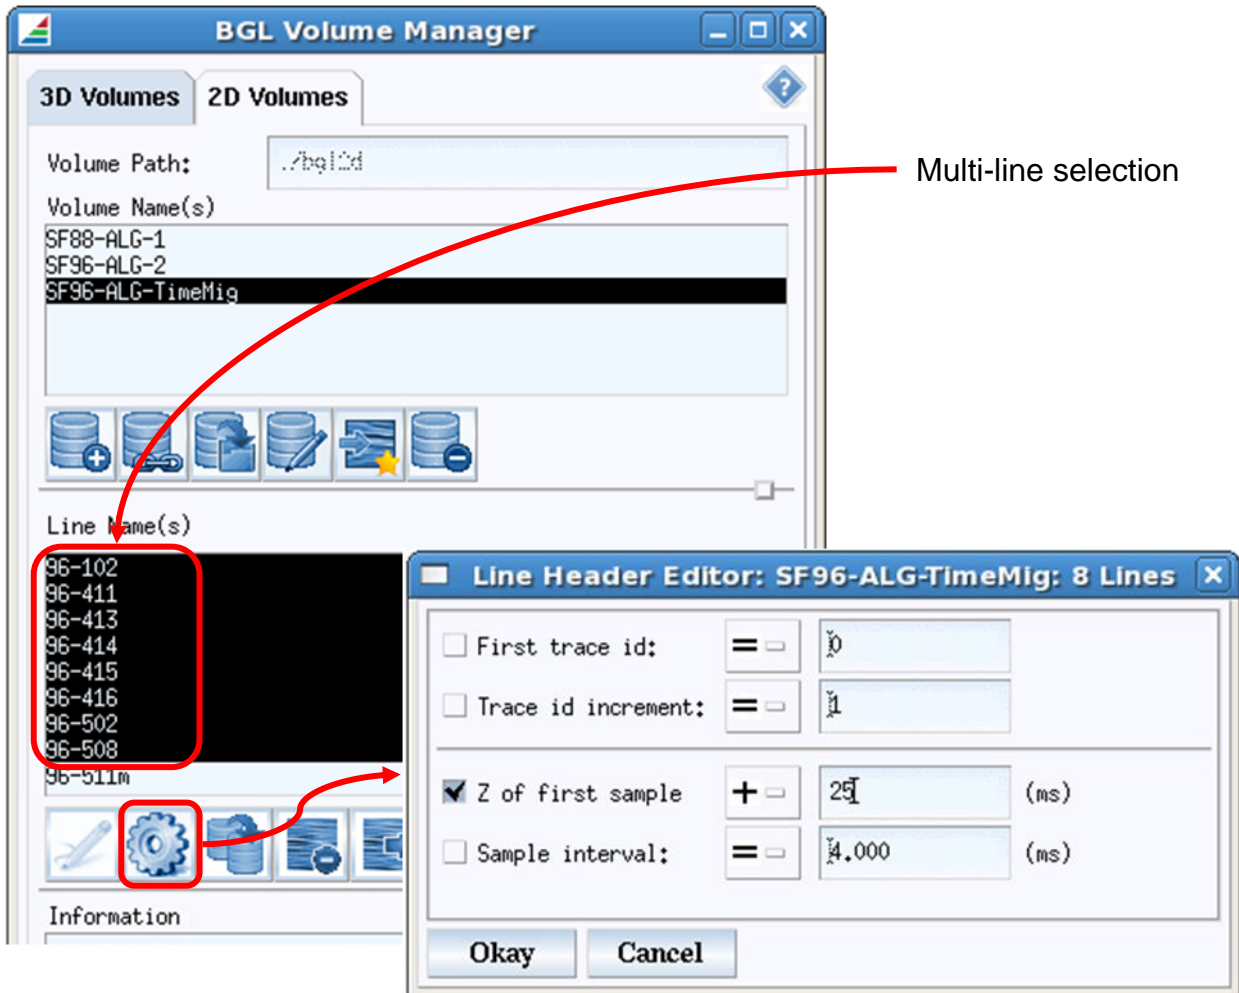 BGL Volume Manager
3D Volumes 2D Volumes
Volume Path: ./bgl2d
Multi-line selection
Volume Name(s)
SF88-ALG-1
SF96-ALG-2
SF96-ALG-TimeMig
Line Name(s)
96-102
96-411
96-413
96-414
96-415
96-416
96-502
96-508
96-511m
Information
Line Header Editor: SF96-ALG-TimeMig: 8 Lines
First trace id: = 0
Trace id increment: = 1
Z of first sample + 25 (ms)
Sample interval: = 4.000 (ms)
Okay Cancel